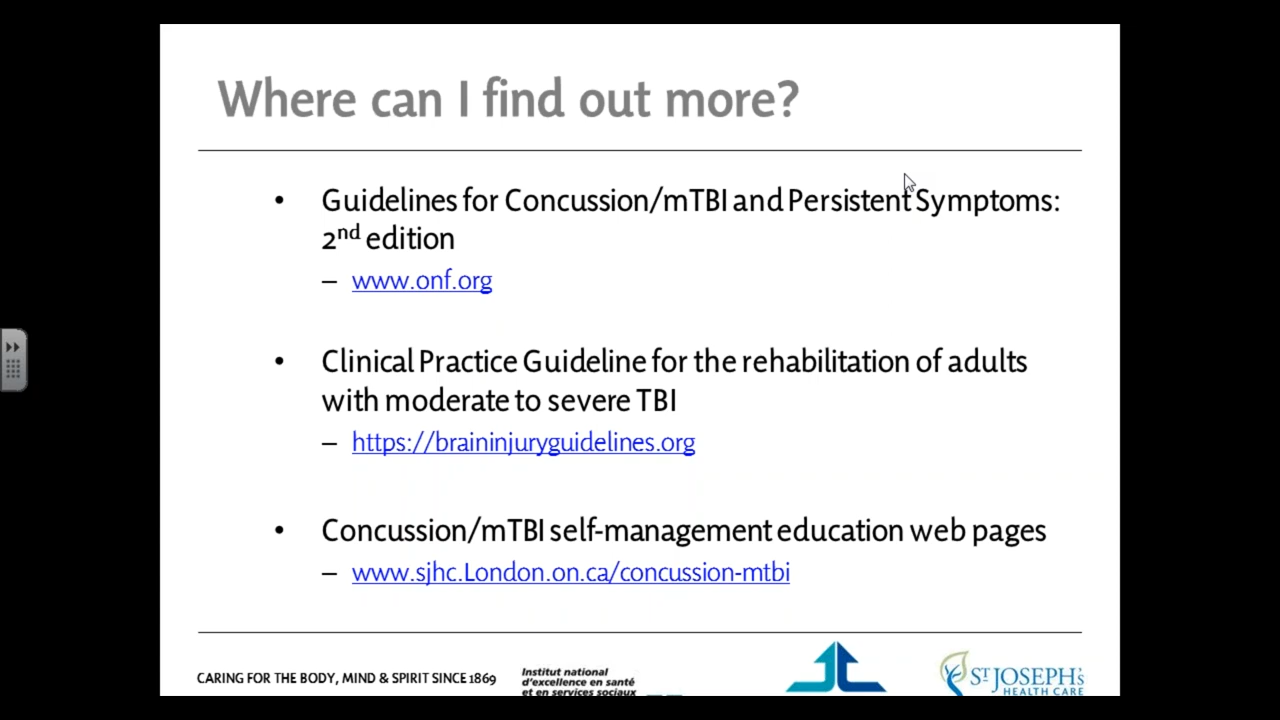 Where can I find out more?
• Guidelines for Concussion/mTBI and Persistent Symptoms:
2nd edition
– www.onf.org
• Clinical Practice Guideline for the rehabilitation of adults
with moderate to severe TBI
– https://braininjuryguidelines.org
• Concussion/mTBI self-management education web pages
– www.sjhc.London.on.ca/concussion-mtbi
CARING FOR THE BODY, MIND & SPIRIT SINCE 1869
Institut national
d'excellence en santé
et en services sociaux
ST JOSEPH'S
HEALTH CARE